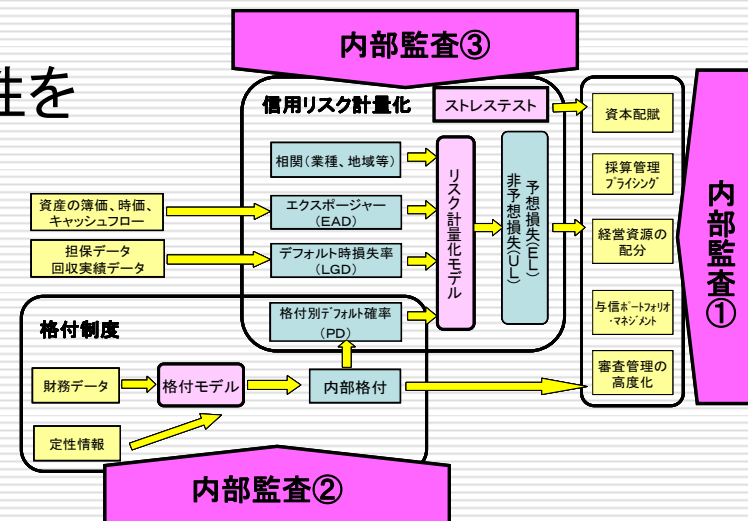 内部監査③
性を
信用リスク計量化
ストレステスト
資本配賦
相関(業種、地域等)
採算管理
ﾌﾟﾗｲｼﾝｸﾞ
資産の簿価、時価、
キャッシュフロー
エクスポージャー
(EAD)
リスク計量化モデル
予想損失(EL)
非予想損失(UL)
経営資源の
配分
内部監査①
担保データ
回収実績データ
デフォルト時損失率
(LGD)
格付別ﾃﾞﾌｫﾙﾄ確率
(PD)
与信ﾎﾟｰﾄﾌｫﾘｵ
・ﾏﾈｼﾞﾒﾝﾄ
格付制度
財務データ
格付モデル
内部格付
審査管理の
高度化
定性情報
内部監査②